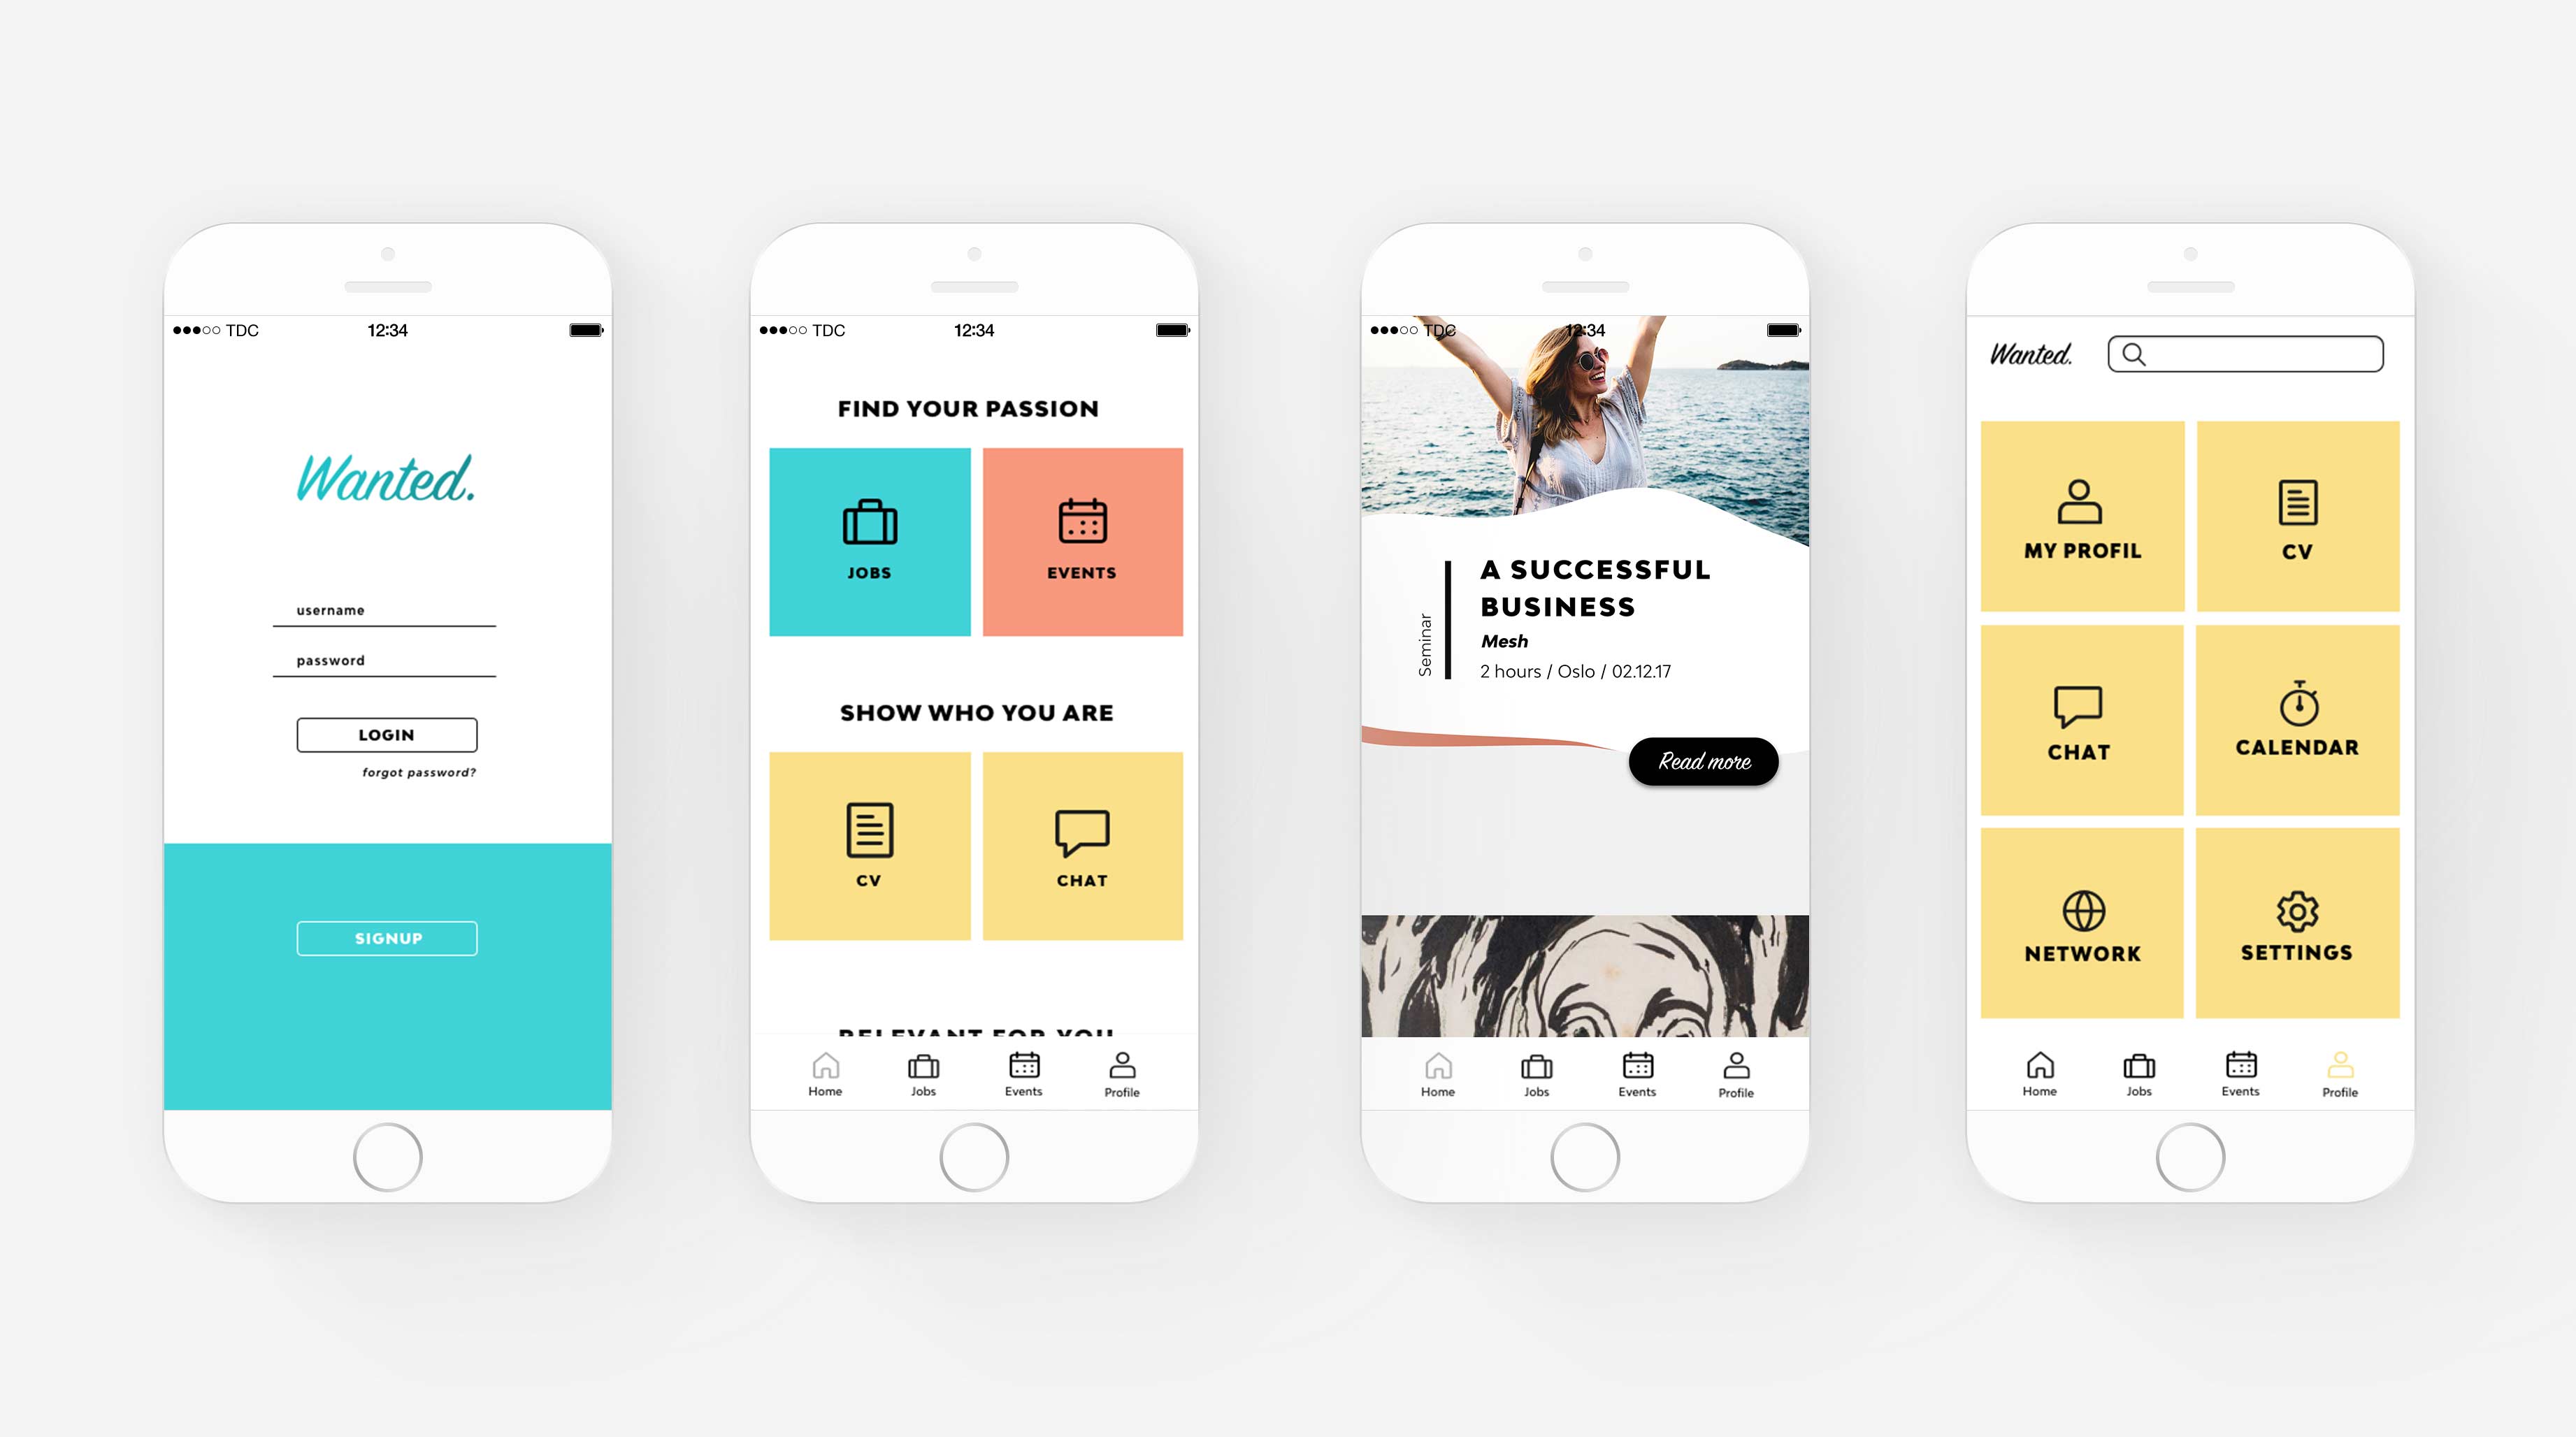 ●●●○○ TDC 12:34
Wanted.
username
password
LOGIN
forgot password?
SIGNUP
●●●○○ TDC 12:34
FIND YOUR PASSION
JOBS EVENTS
SHOW WHO YOU ARE
CV CHAT
RELEVANT FOR YOU
Home Jobs Events Profile
●●●○○ TDC 12:34
A SUCCESSFUL
BUSINESS
Mesh
2 hours / Oslo / 02.12.17
Seminar
Read more
Home Jobs Events Profile
Wanted.
MY PROFIL CV
CHAT CALENDAR
NETWORK SETTINGS
Home Jobs Events Profile